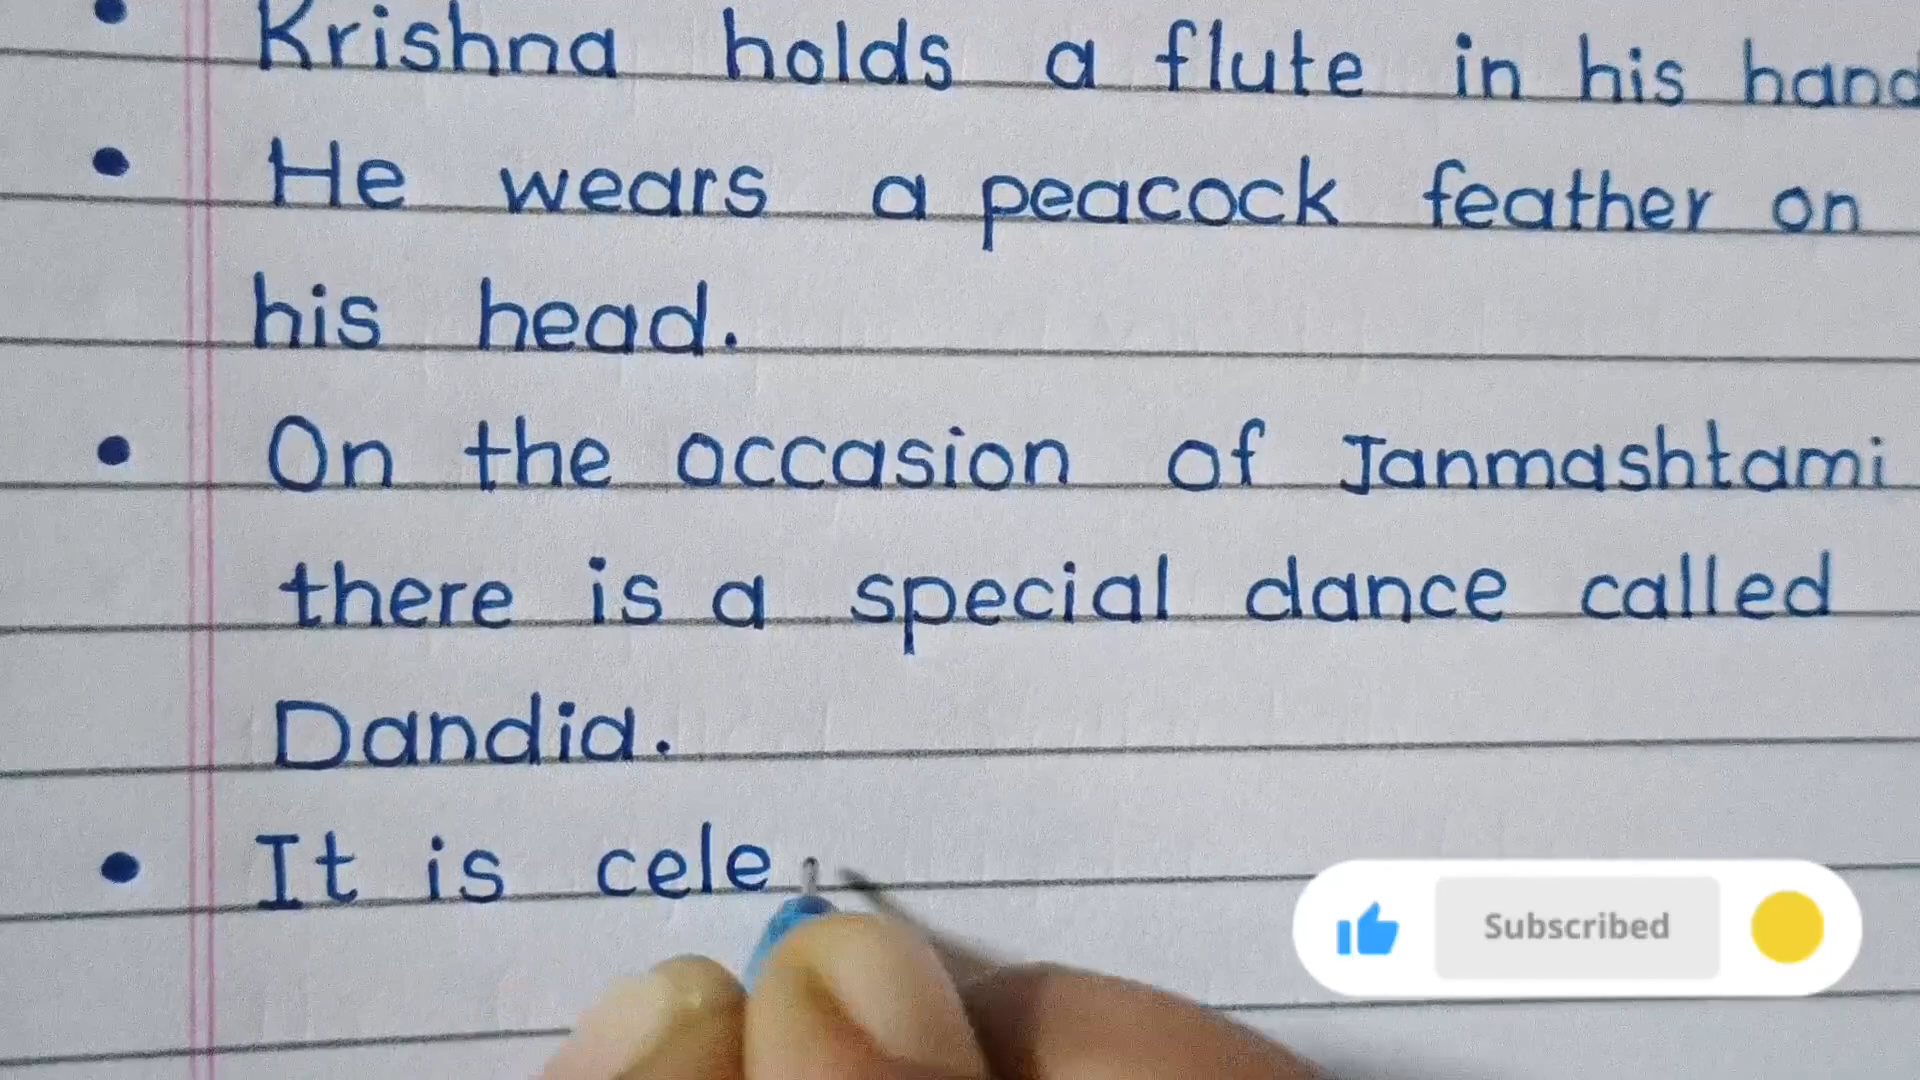 • Krishna holds a flute in his hand
• He wears a peacock feather on
his head.
• On the occasion of Janmashtami
there is a special dance called
Dandia.
• It is cele
Subscribed